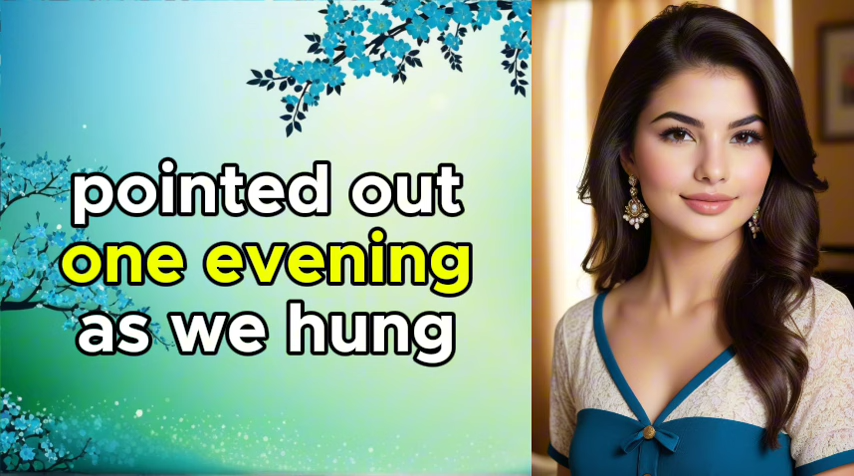 pointed out
one evening
as we hung